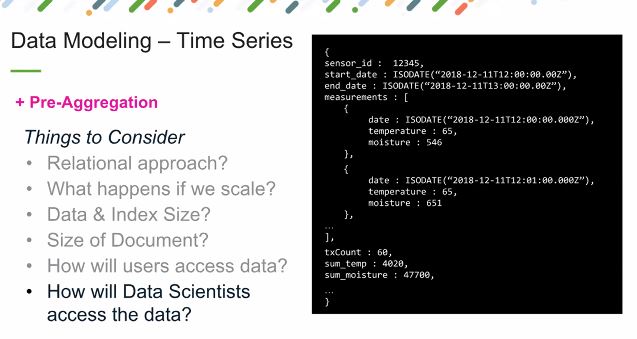 Data Modeling – Time Series
+ Pre-Aggregation
Things to Consider
• Relational approach?
• What happens if we scale?
• Data & Index Size?
• Size of Document?
• How will users access data?
• How will Data Scientists
access the data?
{
sensor_id :  12345,
start_date : ISODATE(“2018-12-11T12:00:00.00Z”),
end_date : ISODATE(“2018-12-11T13:00:00.00Z”),
measurements : [
{
date : ISODATE(“2018-12-11T12:00:00.000Z”),
temperature : 65,
moisture : 546
},
{
date : ISODATE(“2018-12-11T12:01:00.000Z”),
temperature : 65,
moisture : 651
},
…
],
txCount : 60,
sum_temp : 4020,
sum_moisture : 47700,
…
}